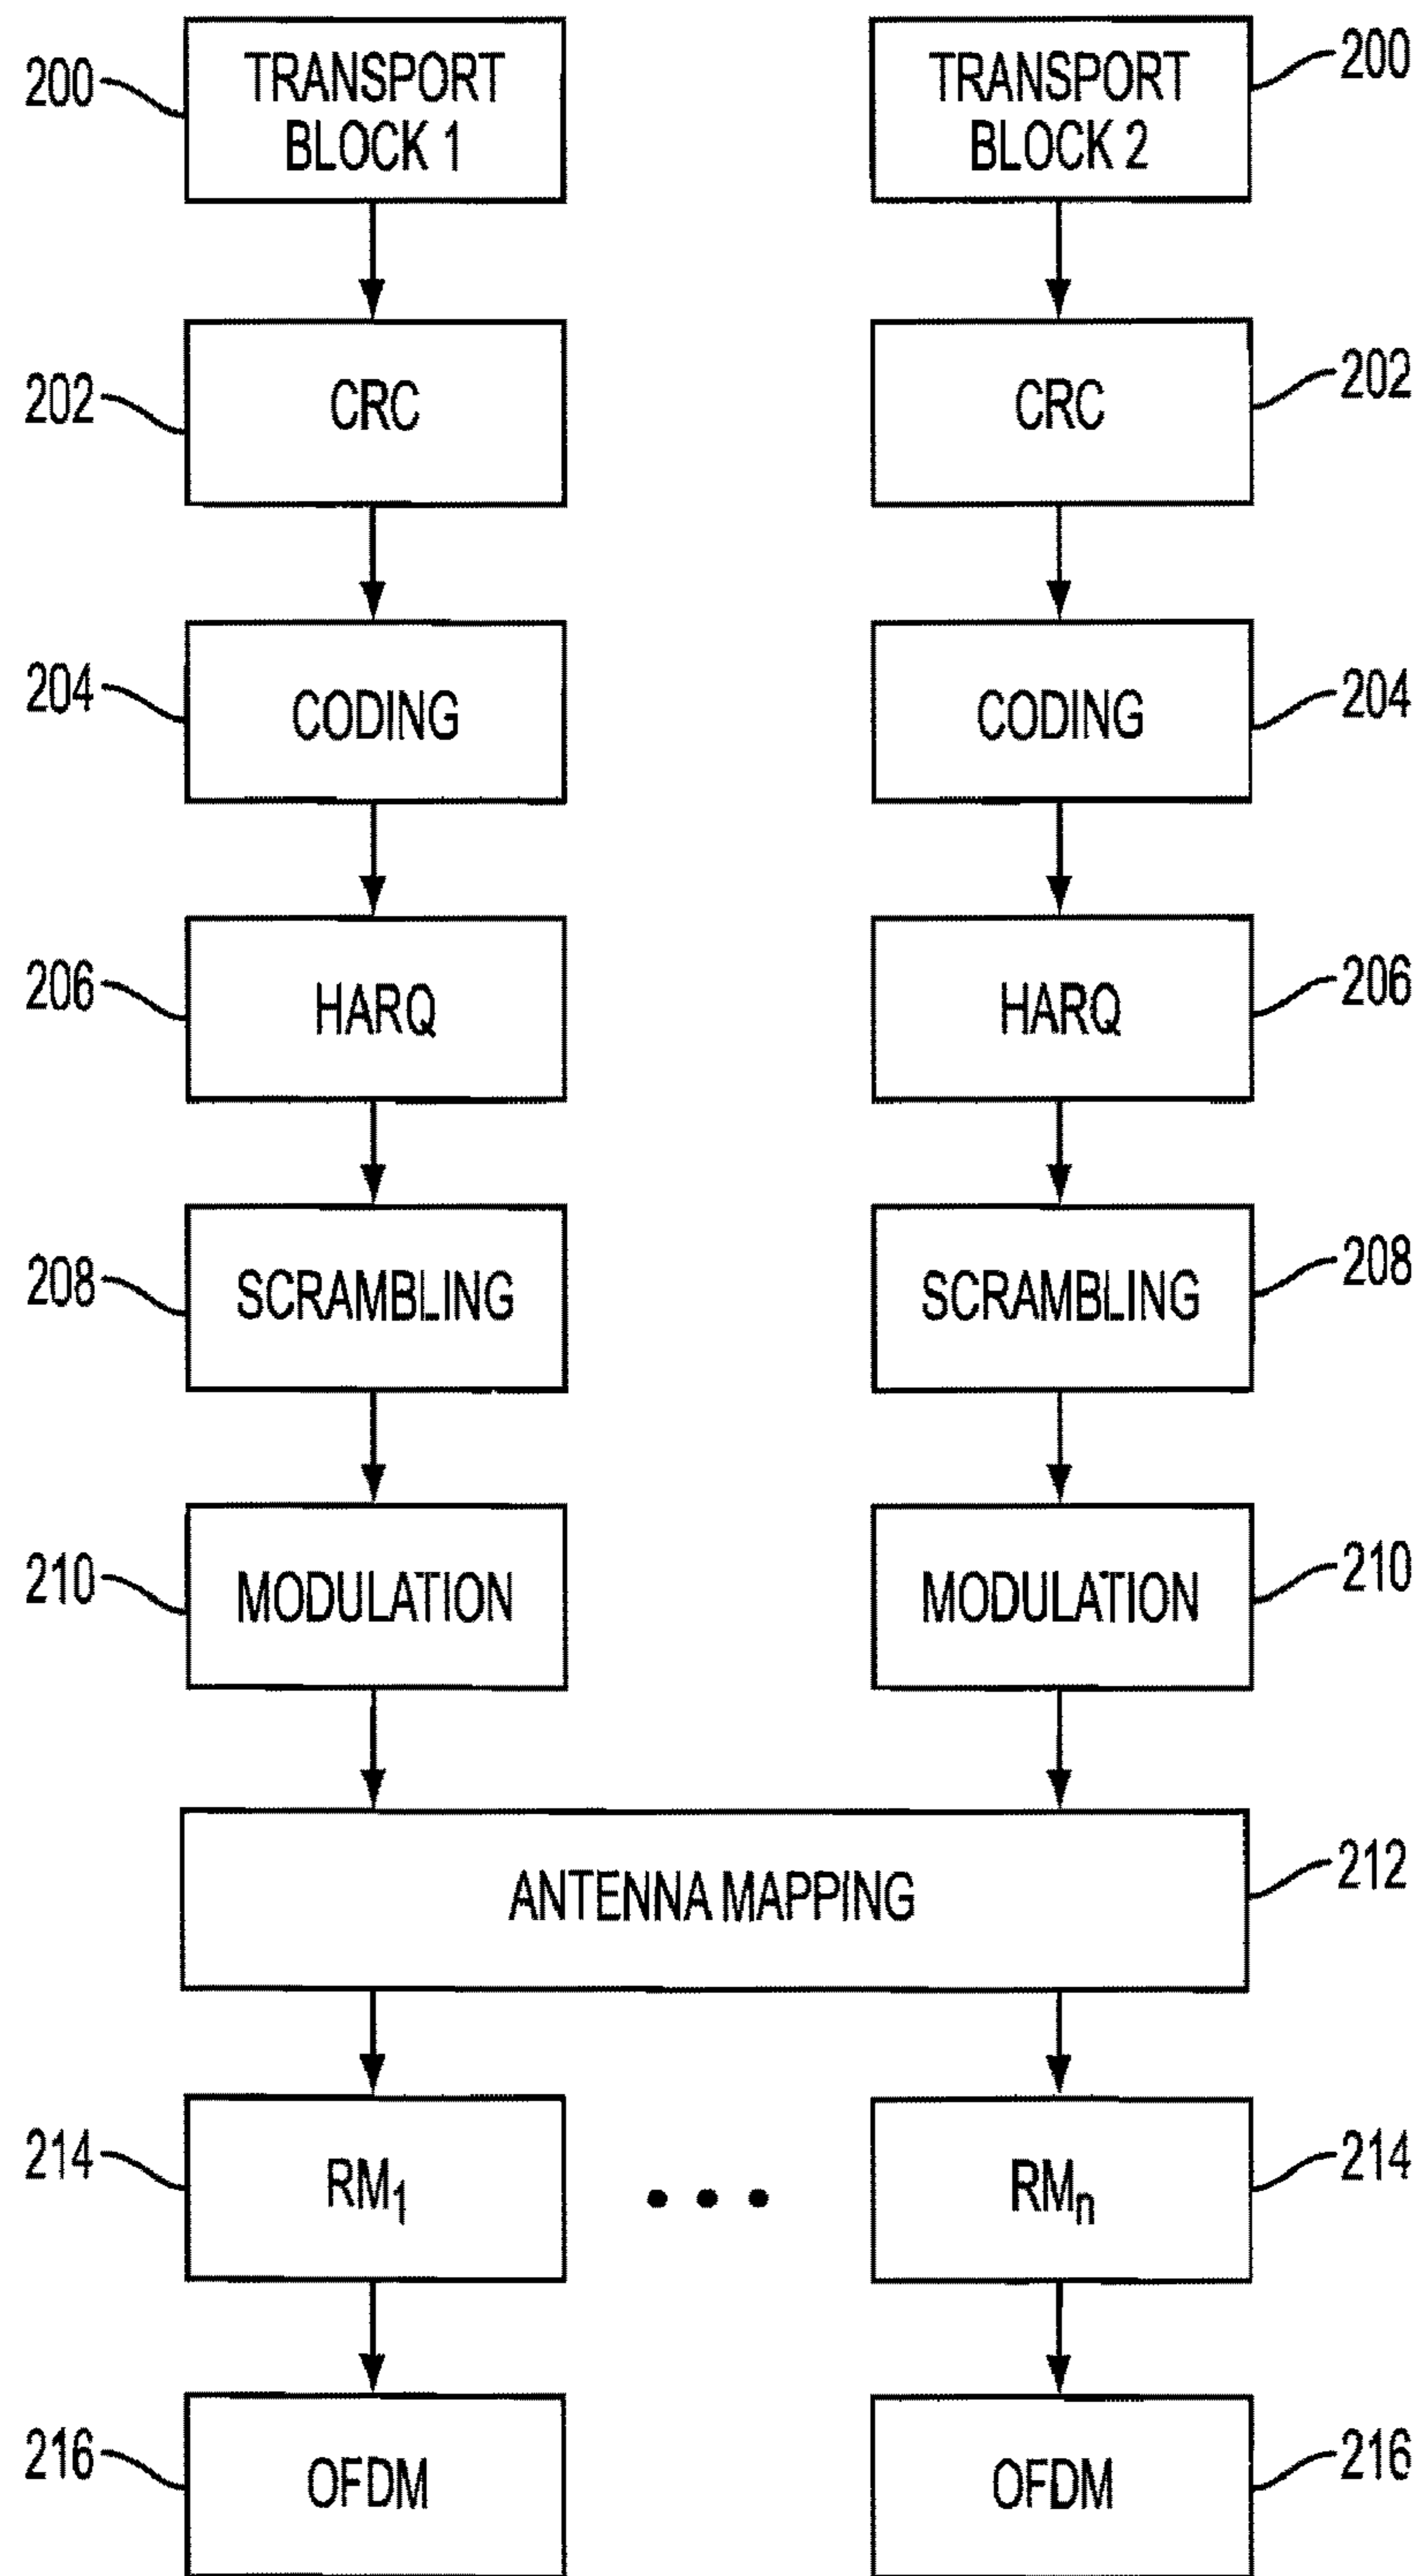 200 TRANSPORT BLOCK 1
TRANSPORT BLOCK 2 200
202 CRC
CRC 202
204 CODING
CODING 204
206 HARQ
HARQ 206
208 SCRAMBLING
SCRAMBLING 208
210 MODULATION
MODULATION 210
ANTENNA MAPPING 212
214 RM1 • • • RMn 214
216 OFDM
OFDM 216